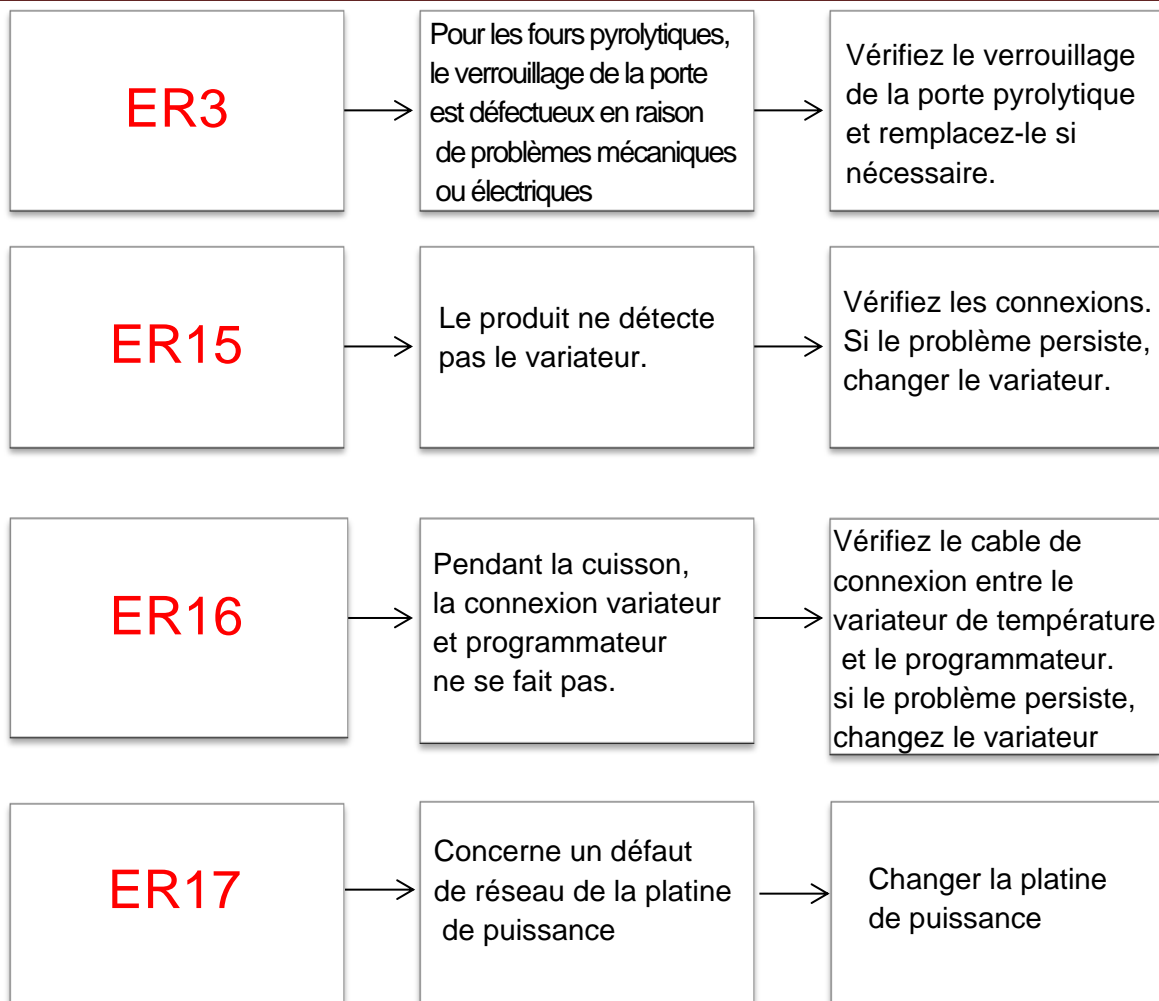 ER3
Pour les fours pyrolytiques,
le verrouillage de la porte
est défectueux en raison
de problèmes mécaniques
ou électriques
Vérifiez le verrouillage
de la porte pyrolytique
et remplacez-le si
nécessaire.
ER15
Le produit ne détecte
pas le variateur.
Vérifiez les connexions.
Si le problème persiste,
changer le variateur.
ER16
Pendant la cuisson,
la connexion variateur
et programmateur
ne se fait pas.
Vérifiez le cable de
connexion entre le
variateur de température
et le programmateur.
si le problème persiste,
changez le variateur
ER17
Concerne un défaut
de réseau de la platine
de puissance
Changer la platine
de puissance